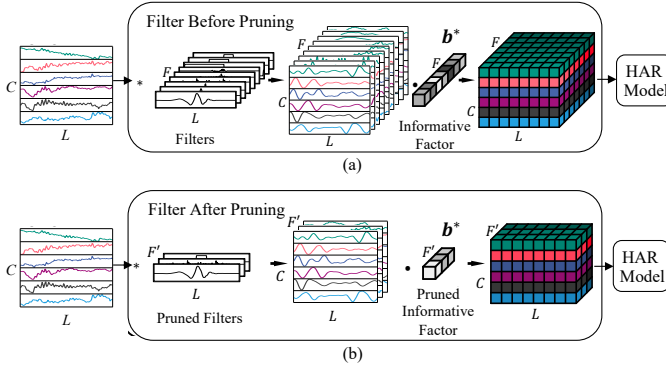 Filter Before Pruning
C
L
*
F
L
Filters
F
C
.
b*
F
Informative
Factor
F
C
L
HAR
Model
(a)
Filter After Pruning
C
L
*
F'
L
Pruned Filters
F'
C
.
b*
F'
Pruned
Informative
Factor
F'
C
L
HAR
Model
(b)